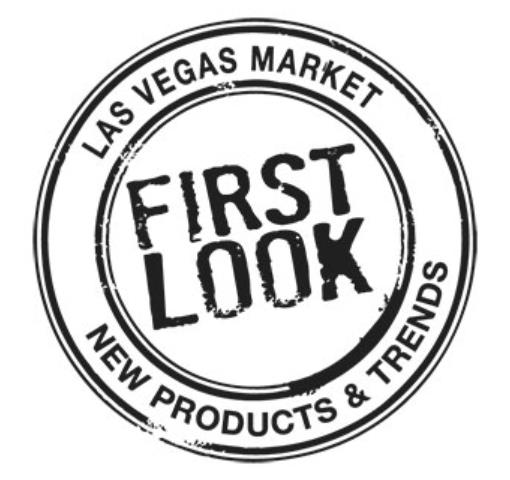 LAS VEGAS MARKET
FIRST
LOOK
NEW PRODUCTS & TRENDS